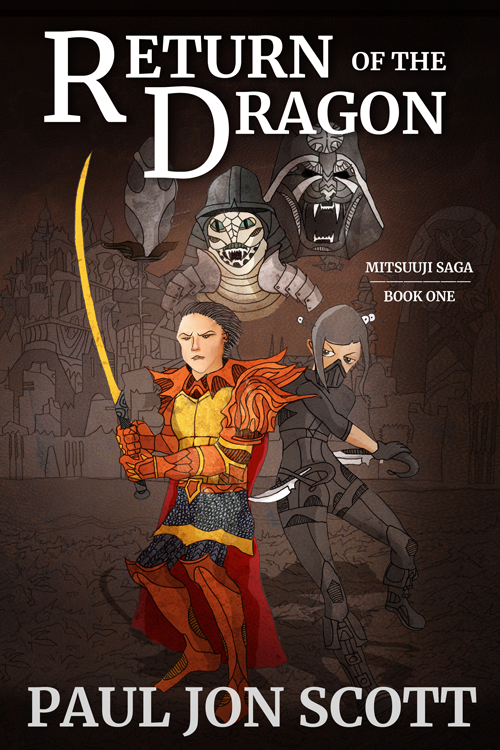 RETURN OF THE
DRAGON
MITSUUJI SAGA
BOOK ONE
PAUL JON SCOTT